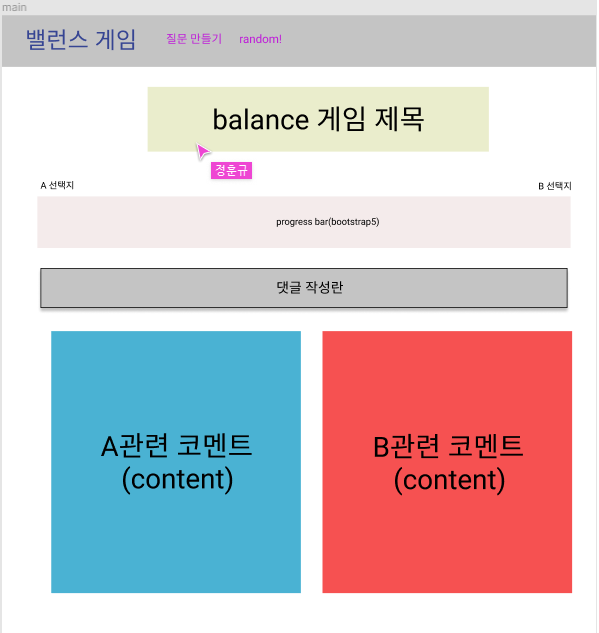 main
밸런스 게임
질문 만들기
random!
balance 게임 제목
정훈규
A 선택지
B 선택지
progress bar(bootstrap5)
댓글 작성란
A관련 코멘트
(content)
B관련 코멘트
(content)